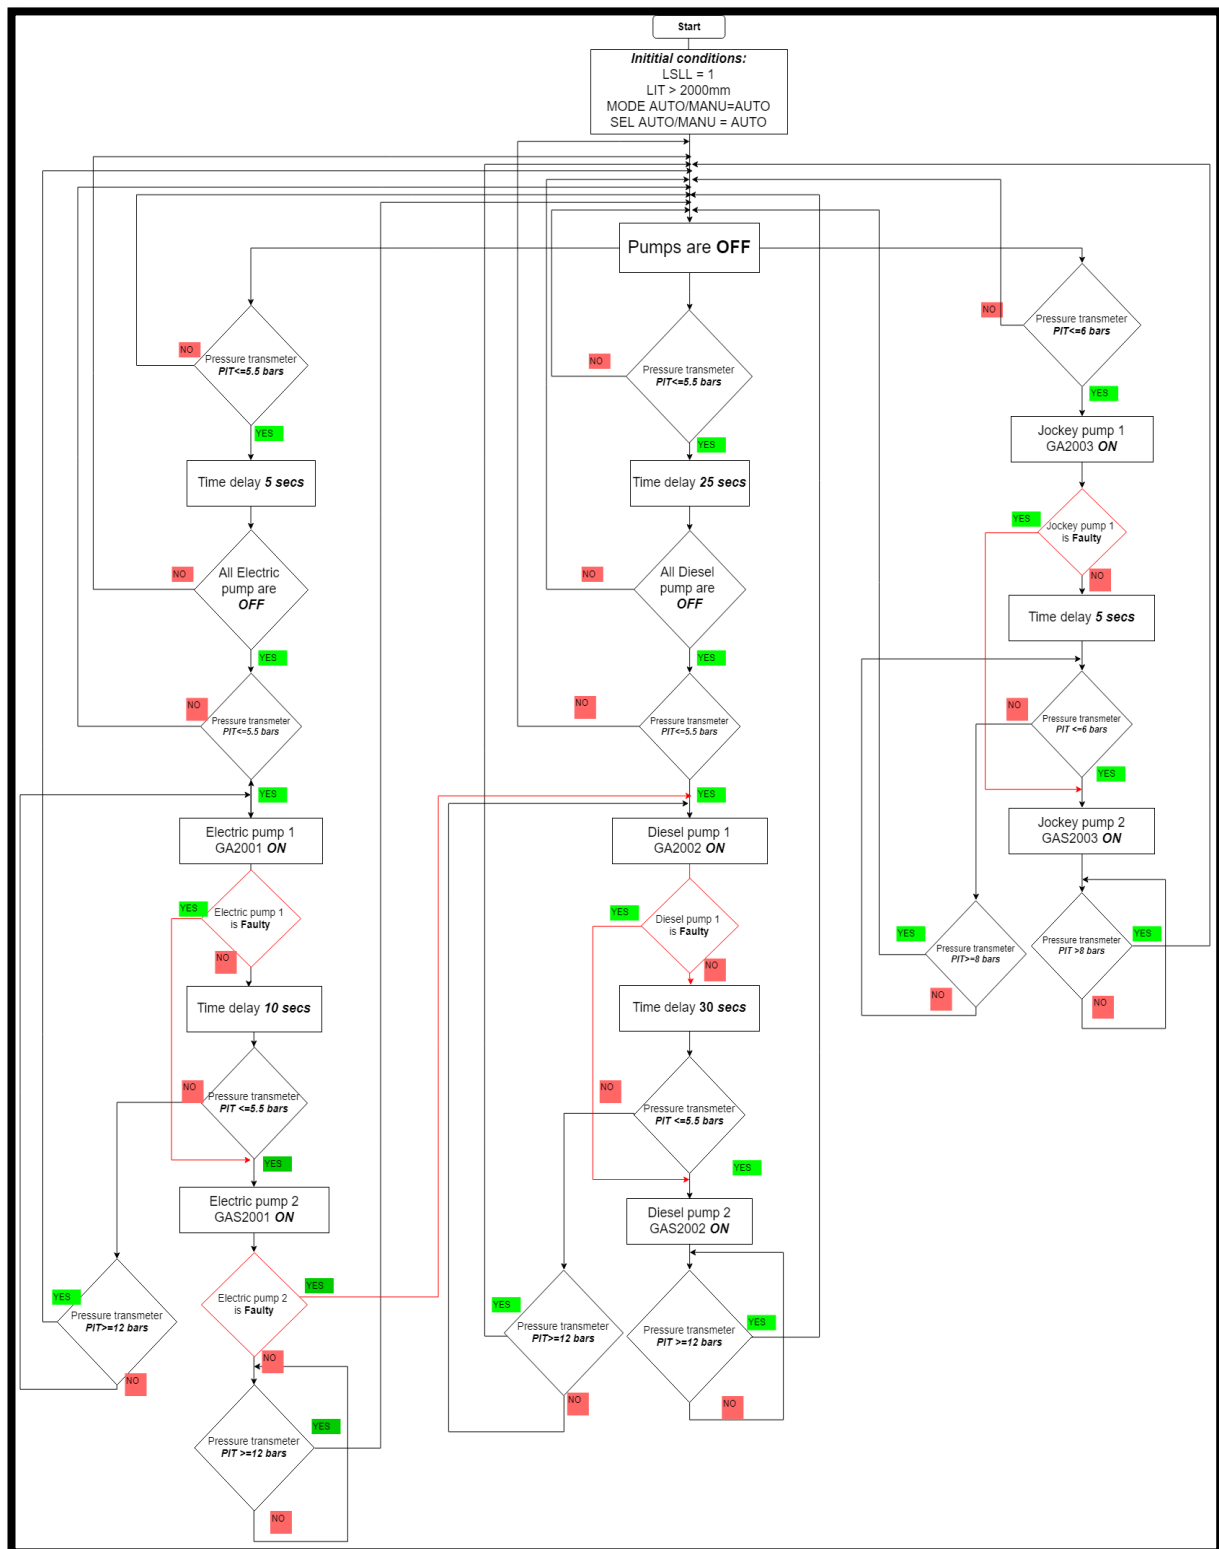 Start
Inititial conditions:
LSLL = 1
LIT > 2000mm
MODE AUTO/MANU=AUTO
SEL AUTO/MANU = AUTO
Pumps are OFF
Pressure transmeter
PIT<=5.5 bars
NO
YES
Time delay 5 secs
All Electric
pump are
OFF
NO
YES
Pressure transmeter
PIT<=5.5 bars
NO
YES
Electric pump 1
GA2001 ON
Electric pump 1
is Faulty
YES
NO
Time delay 10 secs
Pressure transmeter
PIT <=5.5 bars
NO
YES
Electric pump 2
GAS2001 ON
Electric pump 2
is Faulty
YES
NO
Pressure transmeter
PIT>=12 bars
YES
NO
Pressure transmeter
PIT >=12 bars
YES
NO
Pressure transmeter
PIT<=5.5 bars
NO
YES
Time delay 25 secs
All Diesel
pump are
OFF
NO
YES
Pressure transmeter
PIT<=5.5 bars
NO
YES
Diesel pump 1
GA2002 ON
Diesel pump 1
is Faulty
YES
NO
Time delay 30 secs
Pressure transmeter
PIT <=5.5 bars
NO
YES
Diesel pump 2
GAS2002 ON
Pressure transmeter
PIT>=12 bars
YES
NO
Pressure transmeter
PIT >=12 bars
YES
NO
Pressure transmeter
PIT<=6 bars
NO
YES
Jockey pump 1
GA2003 ON
Jockey pump 1
is Faulty
YES
NO
Time delay 5 secs
Pressure transmeter
PIT <=6 bars
NO
YES
Jockey pump 2
GAS2003 ON
Pressure transmeter
PIT>=8 bars
YES
NO
Pressure transmeter
PIT >8 bars
YES
NO